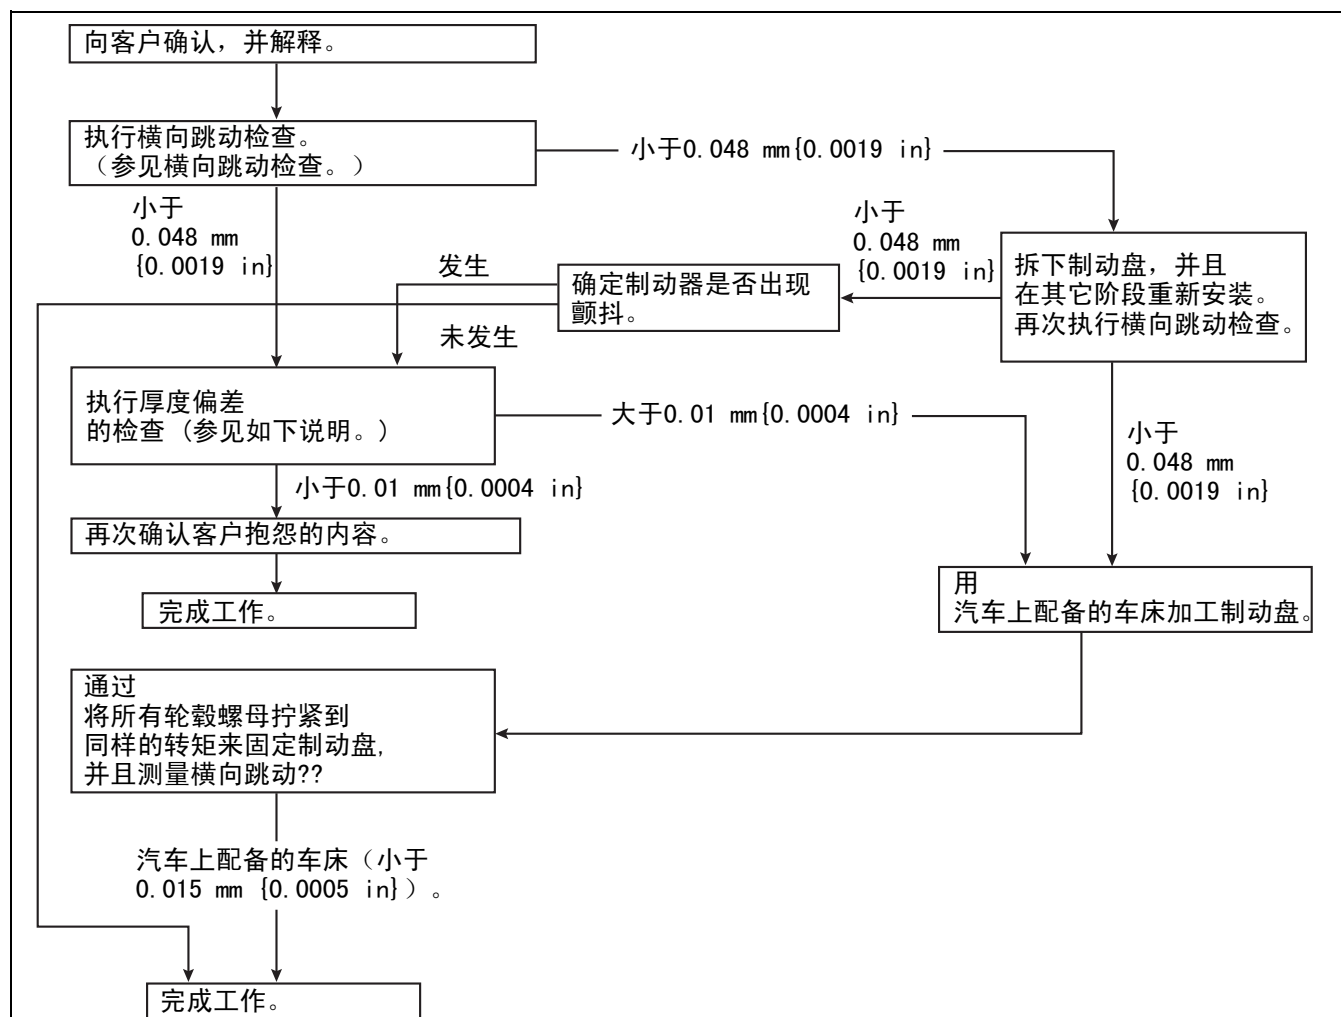 向客户确认，并解释。
执行横向跳动检查。
（参见横向跳动检查。）
小于0.048 mm{0.0019 in}
小于
0.048 mm
{0.0019 in}
小于
0.048 mm
{0.0019 in}
拆下制动盘，并且
在其它阶段重新安装。
再次执行横向跳动检查。
发生
确定制动器是否出现
颤抖。
未发生
执行厚度偏差
的检查 (参见如下说明。)
大于0.01 mm{0.0004 in}
小于
0.048 mm
{0.0019 in}
小于0.01 mm{0.0004 in}
再次确认客户抱怨的内容。
完成工作。
用
汽车上配备的车床加工制动盘。
通过
将所有轮毂螺母拧紧到
同样的转矩来固定制动盘,
并且测量横向跳动??
汽车上配备的车床（小于
0.015 mm {0.0005 in}）。
完成工作。